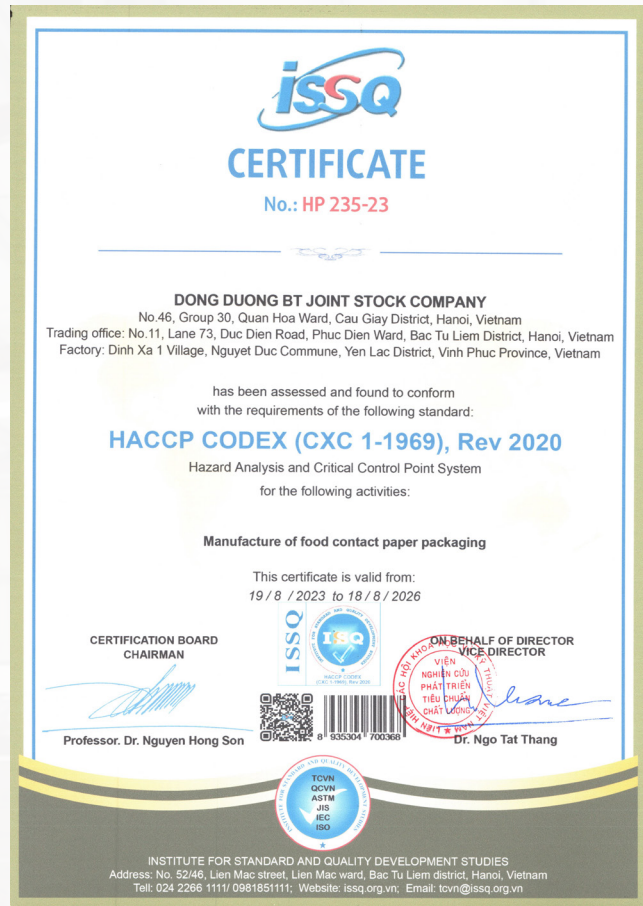 ISSQ
CERTIFICATE
No.: HP 235-23
DONG DUONG BT JOINT STOCK COMPANY
No.46, Group 30, Quan Hoa Ward, Cau Giay District, Hanoi, Vietnam
Trading office: No.11, Lane 73, Duc Dien Road, Phuc Dien Ward, Bac Tu Liem District, Hanoi, Vietnam
Factory: Dinh Xa 1 Village, Nguyet Duc Commune, Yen Lac District, Vinh Phuc Province, Vietnam
has been assessed and found to conform
with the requirements of the following standard:
HACCP CODEX (CXC 1-1969), Rev 2020
Hazard Analysis and Critical Control Point System
for the following activities:
Manufacture of food contact paper packaging
This certificate is valid from:
19/8 /2023 to 18/8/2026
CERTIFICATION BOARD
CHAIRMAN
ISSQ
ISSQ
HACCP CODEX
(CXC 1-1969), Rev 2020
ON BEHALF OF DIRECTOR
VICE DIRECTOR
VIỆN
NGHIÊN CỨU
PHÁT TRIỂN
TIÊU CHUẨN
CHẤT LƯỢNG
8 935304 700368
Professor. Dr. Nguyen Hong Son
Dr. Ngo Tat Thang
INSTITUTE FOR STANDARD AND QUALITY DEVELOPMENT STUDIES
TCVN
QCVN
ASTM
JIS
IEC
ISO
INSTITUTE FOR STANDARD AND QUALITY DEVELOPMENT STUDIES
Address: No. 52/46, Lien Mac street, Lien Mac ward, Bac Tu Liem district, Hanoi, Vietnam
Tell: 024 2266 1111/ 0981851111; Website: issq.org.vn; Email: tcvn@issq.org.vn